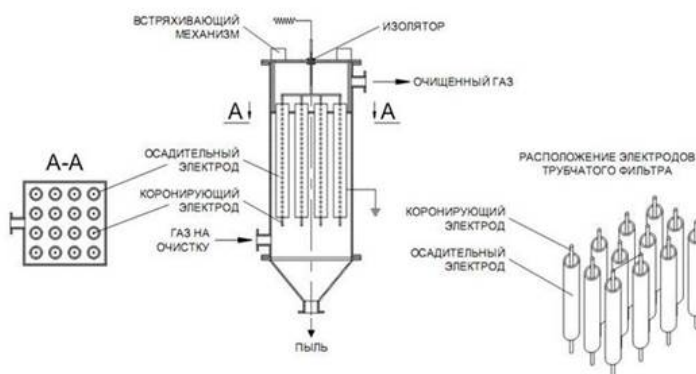 ВСТРЯХИВАЮЩИЙ
МЕХАНИЗМ
ИЗОЛЯТОР
ОЧИЩЕННЫЙ ГАЗ
А
А
А-А
ОСАДИТЕЛЬНЫЙ
ЭЛЕКТРОД
КОРОНИРУЮЩИЙ
ЭЛЕКТРОД
ГАЗ НА
ОЧИСТКУ
ПЫЛЬ
РАСПОЛОЖЕНИЕ ЭЛЕКТРОДОВ
ТРУБЧАТОГО ФИЛЬТРА
КОРОНИРУЮЩИЙ
ЭЛЕКТРОД
ОСАДИТЕЛЬНЫЙ
ЭЛЕКТРОД